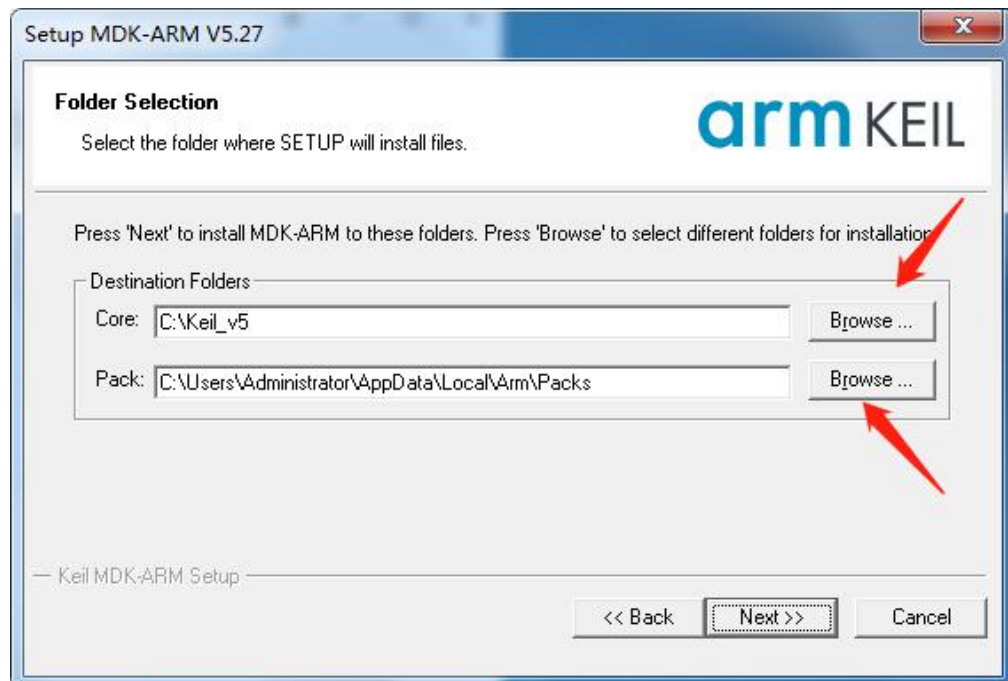 Setup MDK-ARM V5.27
Folder Selection
Select the folder where SETUP will install files.
arm KEIL
Press 'Next' to install MDK-ARM to these folders. Press 'Browse' to select different folders for installation
Destination Folders
Core: C:\Keil_v5 Browse ...
Pack: C:\Users\Administrator\AppData\Local\Arm\Packs Browse ...
Keil MDK-ARM Setup
<< Back Next >> Cancel